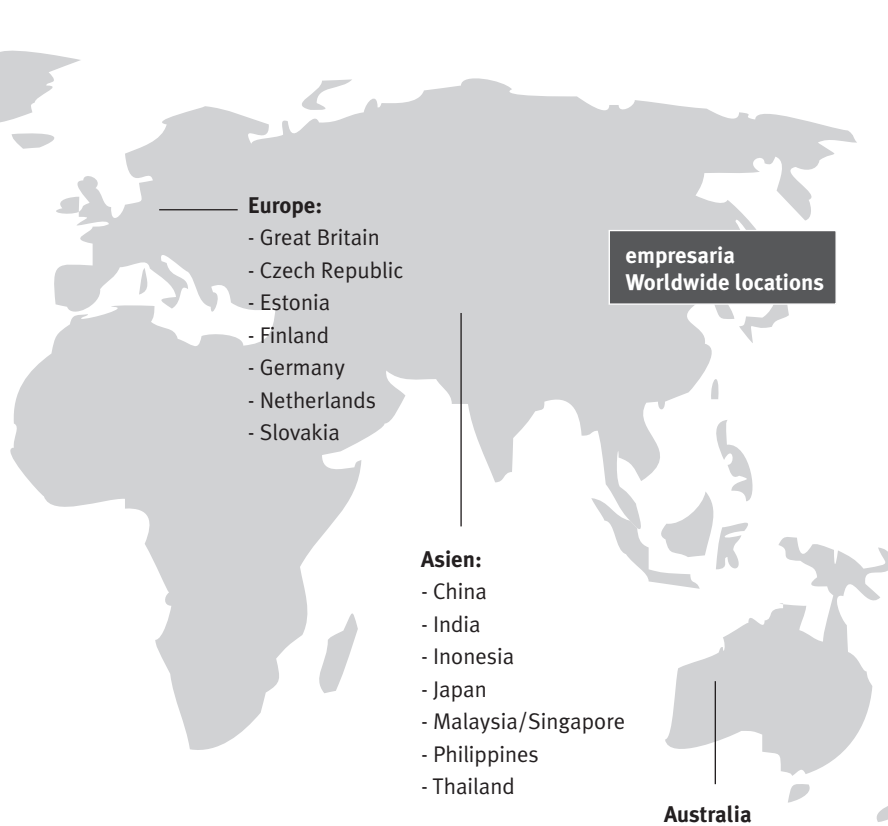 Europe:
- Great Britain
- Czech Republic
- Estonia
- Finland
- Germany
- Netherlands
- Slovakia
empresaria
Worldwide locations
Asien:
- China
- India
- Inonesia
- Japan
- Malaysia/Singapore
- Philippines
- Thailand
Australia